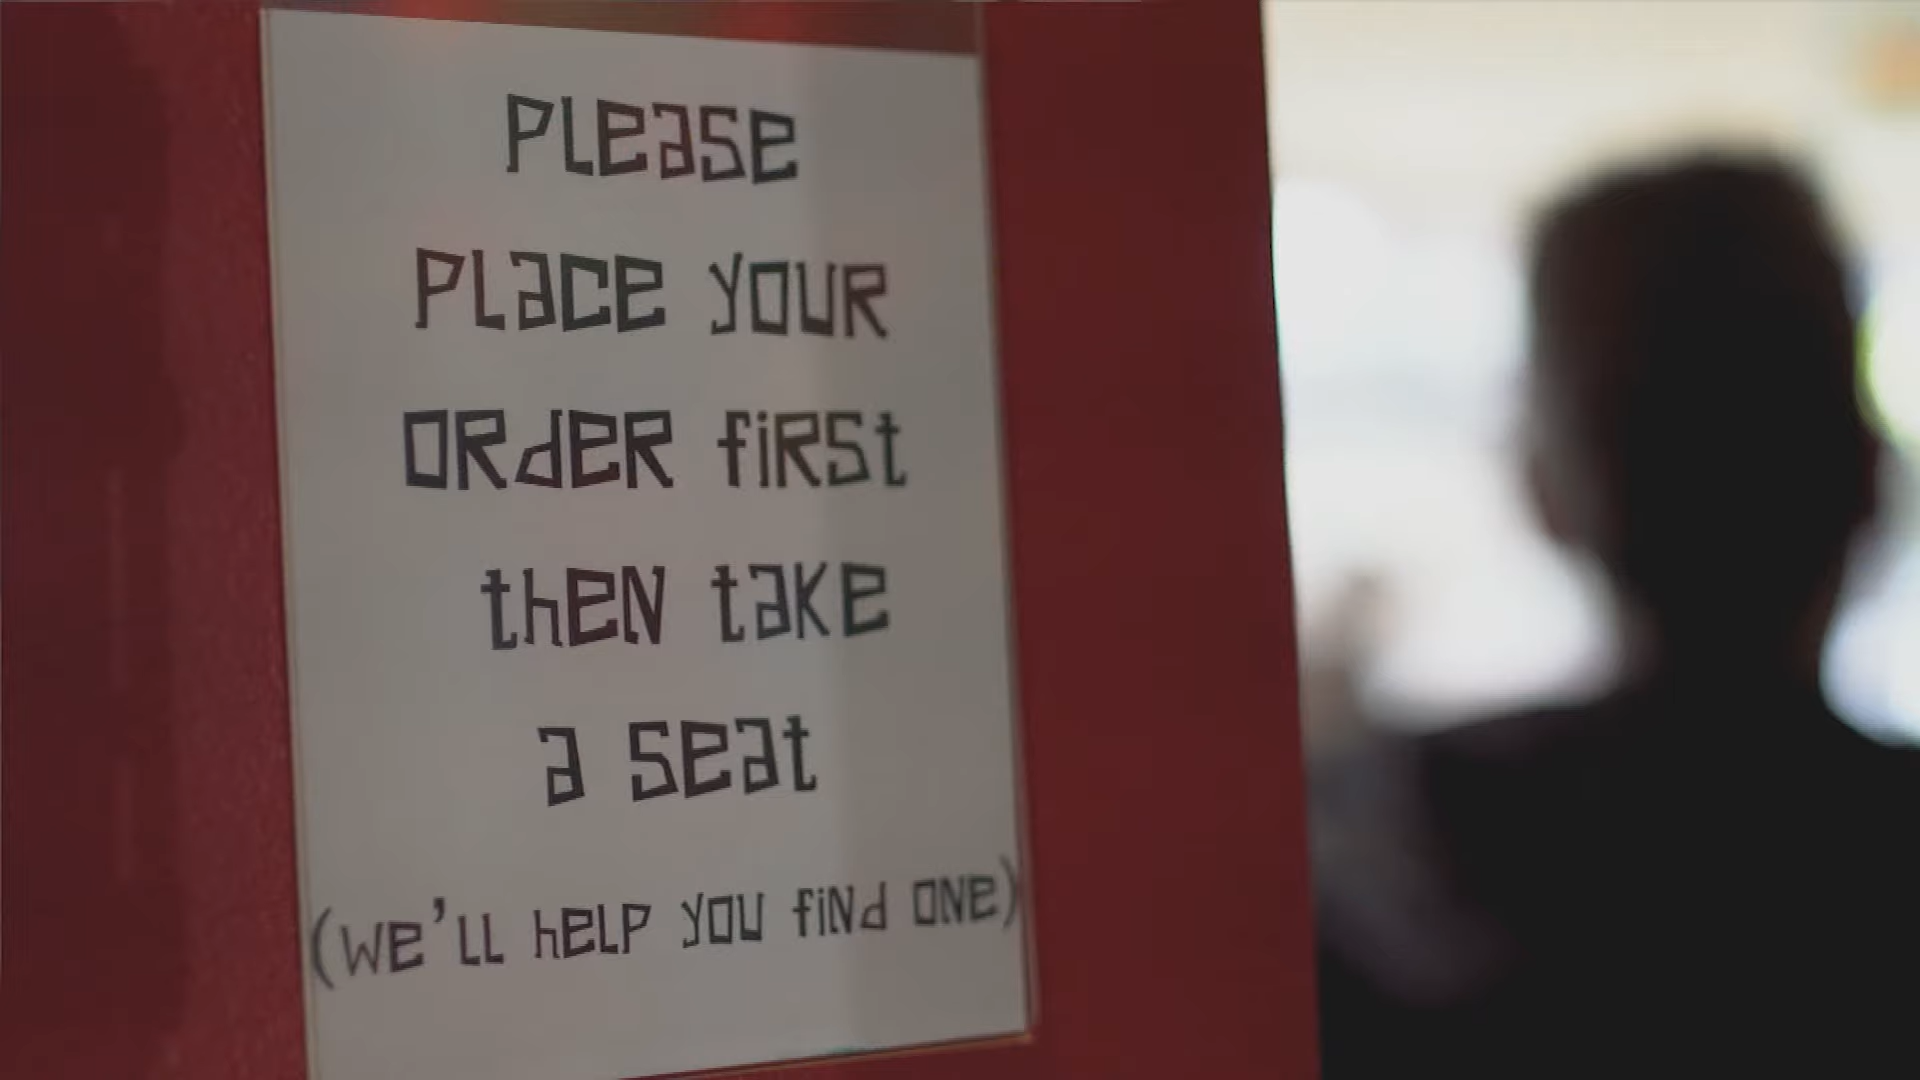 PLEaSE
PLaCE YOUR
ORdER fiRSt
thEN taKE
a SEat
(WE'LL hELP YOU fiNd ONE)